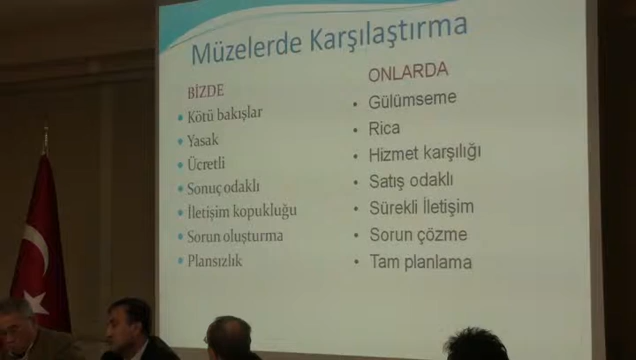 Müzelerde Karşılaştırma
BİZDE
• Kötü bakışlar
• Yasak
• Ücretli
• Sonuç odaklı
• İletişim kopukluğu
• Sorun oluşturma
• Plansızlık
ONLARDA
• Gülümseme
• Rica
• Hizmet karşılığı
• Satış odaklı
• Sürekli İletişim
• Sorun çözme
• Tam planlama